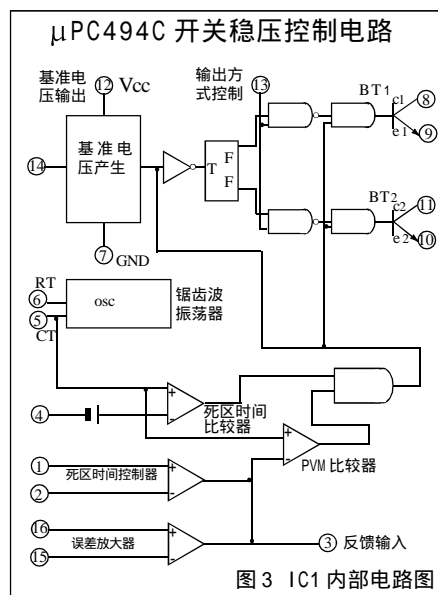 μPC494C 开关稳压控制电路
基准电
压输出
⑫ Vcc
输出方
式控制
⑬
BT1
c1
⑧
e1
⑨
⑭
基准电
压产生
T
F
F
BT2
c2
⑪
e2
⑩
⑦ GND
RT
⑥
osc
锯齿波
振荡器
⑤
CT
④
+
-
死区时间
比较器
+
-
PVM 比较器
①
死区时间控制器
②
+
-
⑯
误差放大器
⑮
+
-
③ 反馈输入
图3 IC1 内部电路图